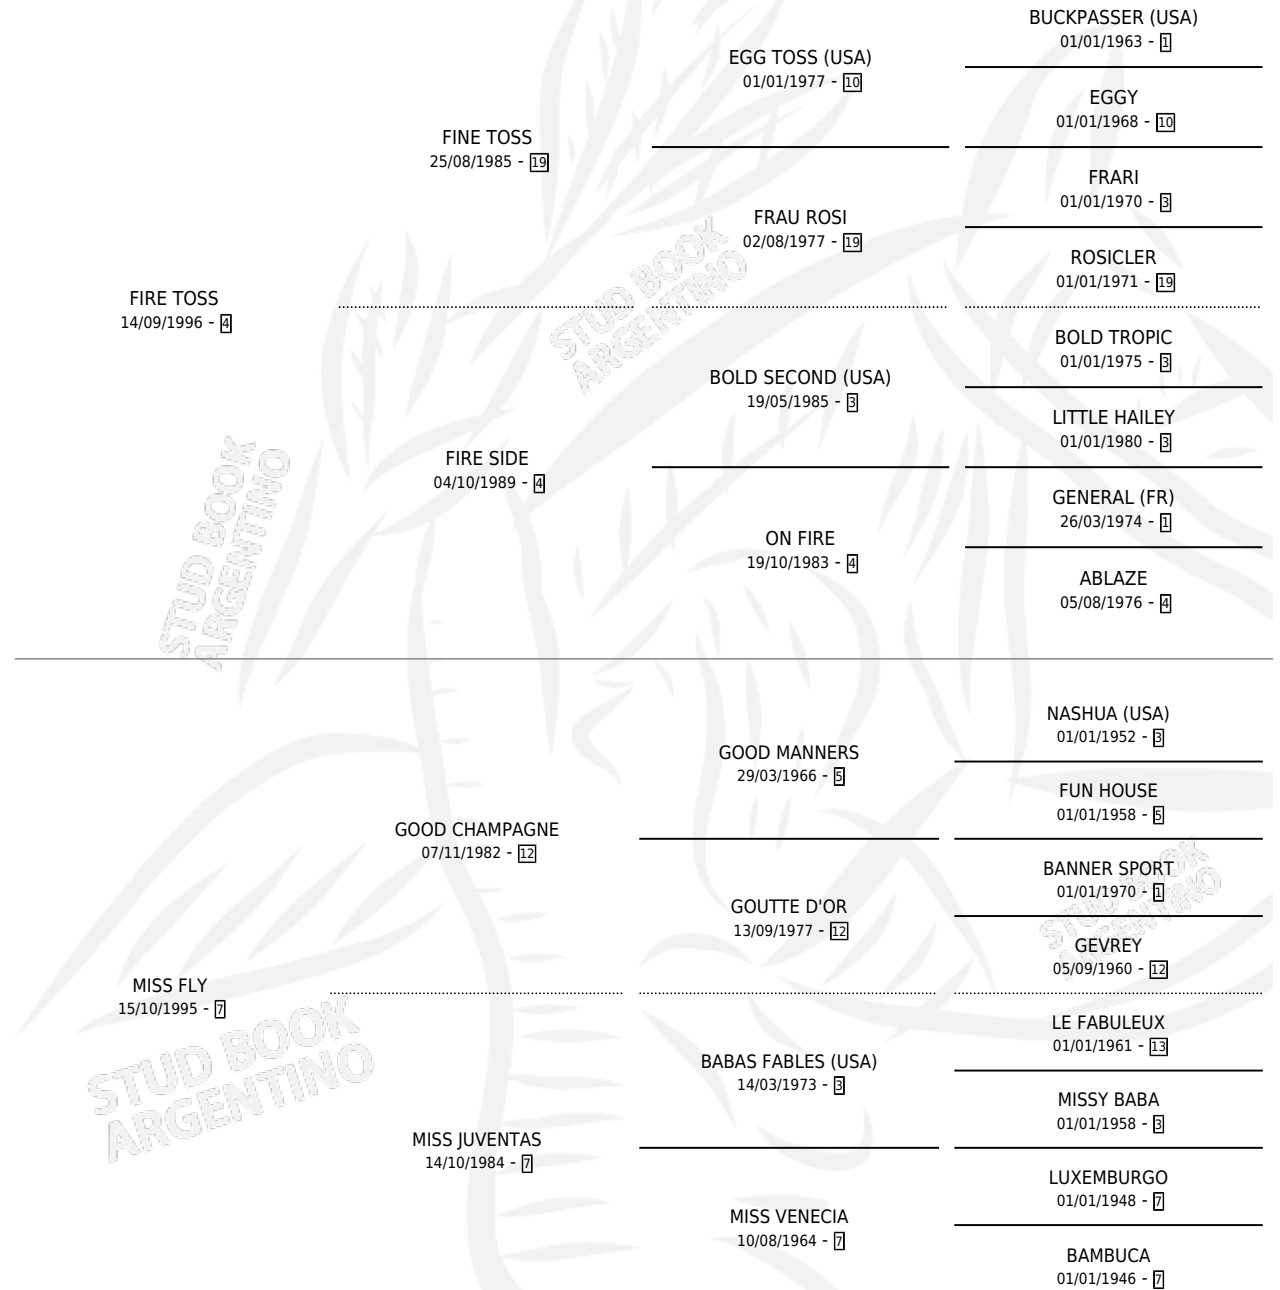 BUCKPASSER (USA)
01/01/1963 - 1
EGG TOSS (USA)
01/01/1977 - 10
EGGY
01/01/1968 - 10
FINE TOSS
25/08/1985 - 19
FRARI
01/01/1970 - 3
FRAU ROSI
02/08/1977 - 19
ROSICLER
01/01/1971 - 19
FIRE TOSS
14/09/1996 - 4
BOLD TROPIC
01/01/1975 - 3
BOLD SECOND (USA)
19/05/1985 - 3
LITTLE HAILEY
01/01/1980 - 3
FIRE SIDE
04/10/1989 - 4
GENERAL (FR)
26/03/1974 - 1
ON FIRE
19/10/1983 - 4
ABLAZE
05/08/1976 - 4
NASHUA (USA)
01/01/1952 - 3
GOOD MANNERS
29/03/1966 - 5
FUN HOUSE
01/01/1958 - 5
GOOD CHAMPAGNE
07/11/1982 - 12
BANNER SPORT
01/01/1970 - 1
GOUTTE D'OR
13/09/1977 - 12
GEVREY
05/09/1960 - 12
MISS FLY
15/10/1995 - 7
LE FABULEUX
01/01/1961 - 13
BABAS FABLES (USA)
14/03/1973 - 3
MISSY BABA
01/01/1958 - 3
MISS JUVENTAS
14/10/1984 - 7
LUXEMBURGO
01/01/1948 - 7
MISS VENECIA
10/08/1964 - 7
BAMBUCA
01/01/1946 - 7
STUD BOOK
ARGENTINO
STUD BOOK
ARGENTINO
STUD BOOK
ARGENTINO
STUD BOOK
ARGENTINO